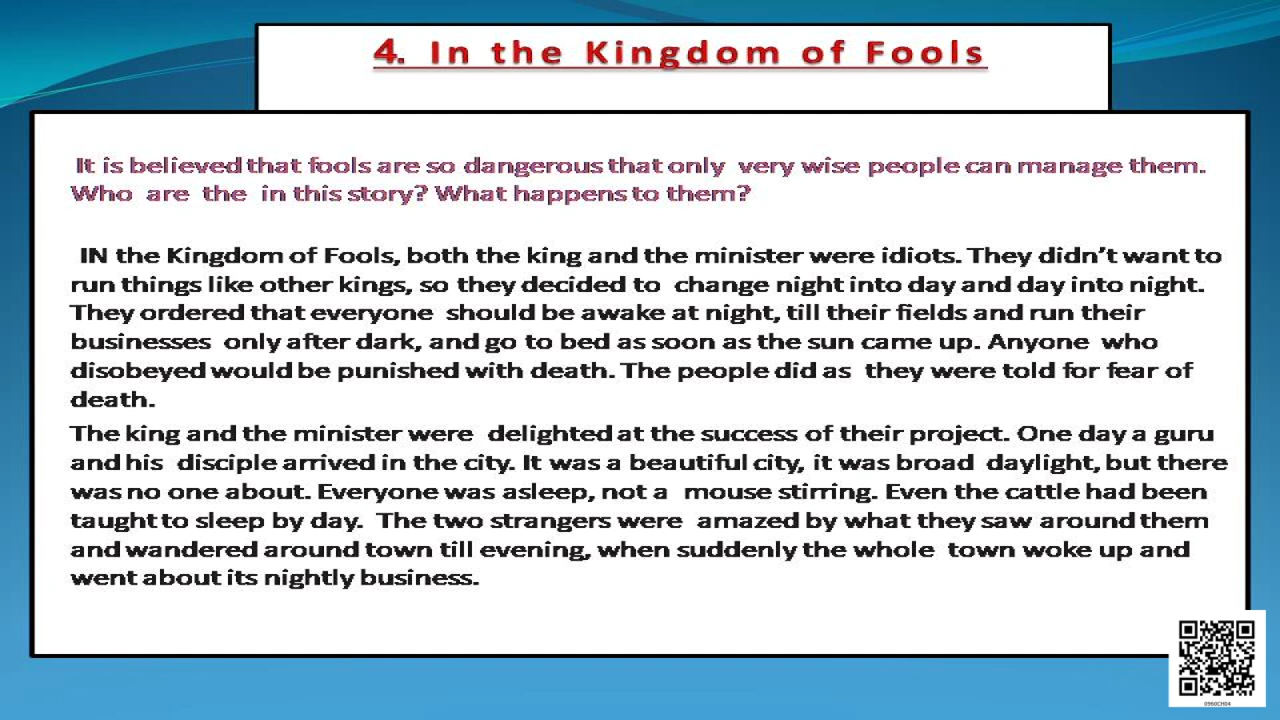 4. In the Kingdom of Fools
It is believed that fools are so dangerous that only very wise people can manage them.
Who are the in this story? What happens to them?
IN the Kingdom of Fools, both the king and the minister were idiots. They didn’t want to
run things like other kings, so they decided to change night into day and day into night.
They ordered that everyone should be awake at night, till their fields and run their
businesses only after dark, and go to bed as soon as the sun came up. Anyone who
disobeyed would be punished with death. The people did as they were told for fear of
death.
The king and the minister were delighted at the success of their project. One day a guru
and his disciple arrived in the city. It was a beautiful city, it was broad daylight, but there
was no one about. Everyone was asleep, not a mouse stirring. Even the cattle had been
taught to sleep by day. The two strangers were amazed by what they saw around them
and wandered around town till evening, when suddenly the whole town woke up and
went about its nightly business.
0960CH04